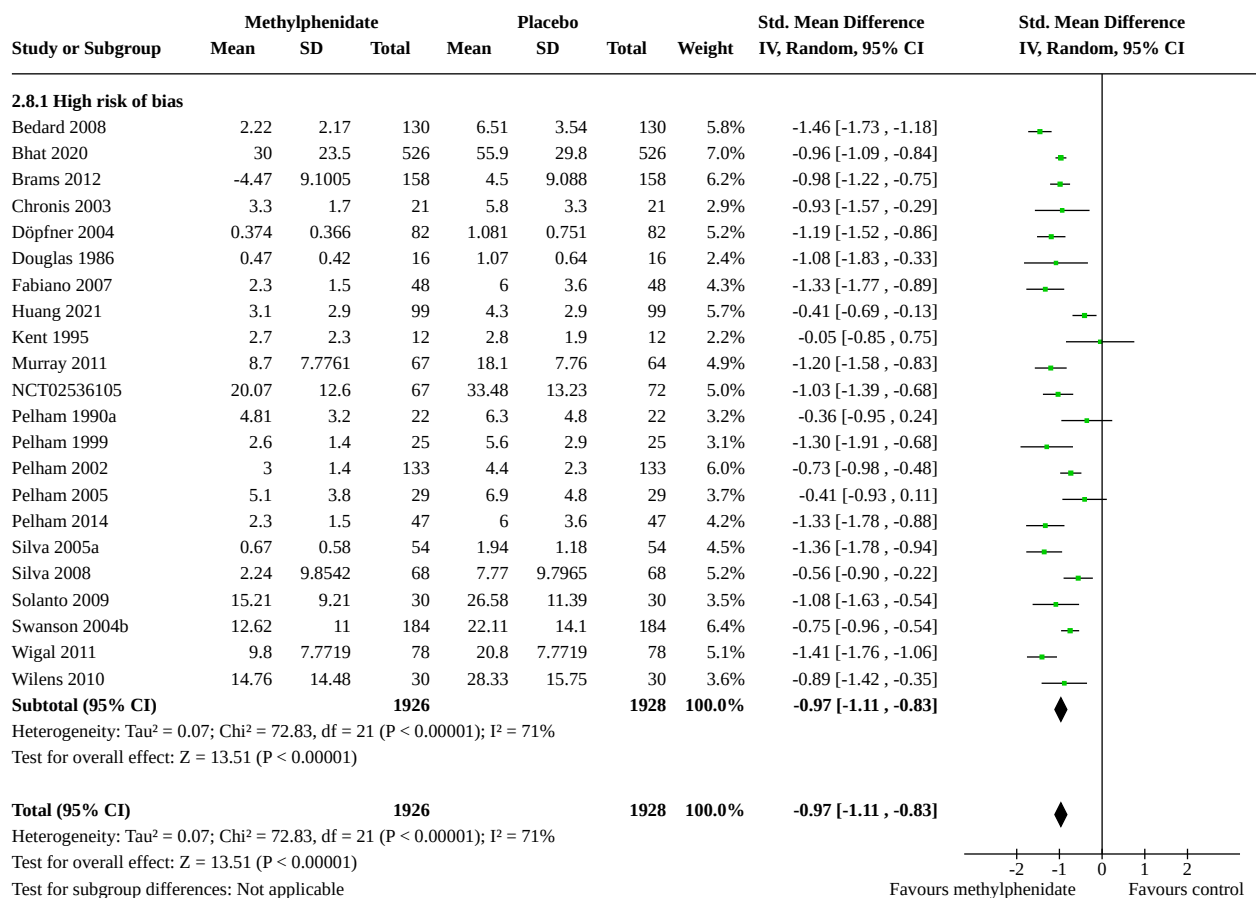 Methylphenidate Placebo Std. Mean Difference Std. Mean Difference
Study or Subgroup Mean SD Total Mean SD Total Weight IV, Random, 95% CI IV, Random, 95% CI
2.8.1 High risk of bias
Bedard 2008 2.22 2.17 130 6.51 3.54 130 5.8% -1.46 [-1.73 , -1.18]
Bhat 2020 30 23.5 526 55.9 29.8 526 7.0% -0.96 [-1.09 , -0.84]
Brams 2012 -4.47 9.1005 158 4.5 9.088 158 6.2% -0.98 [-1.22 , -0.75]
Chronis 2003 3.3 1.7 21 5.8 3.3 21 2.9% -0.93 [-1.57 , -0.29]
Döpfner 2004 0.374 0.366 82 1.081 0.751 82 5.2% -1.19 [-1.52 , -0.86]
Douglas 1986 0.47 0.42 16 1.07 0.64 16 2.4% -1.08 [-1.83 , -0.33]
Fabiano 2007 2.3 1.5 48 6 3.6 48 4.3% -1.33 [-1.77 , -0.89]
Huang 2021 3.1 2.9 99 4.3 2.9 99 5.7% -0.41 [-0.69 , -0.13]
Kent 1995 2.7 2.3 12 2.8 1.9 12 2.2% -0.05 [-0.85 , 0.75]
Murray 2011 8.7 7.7761 67 18.1 7.76 64 4.9% -1.20 [-1.58 , -0.83]
NCT02536105 20.07 12.6 67 33.48 13.23 72 5.0% -1.03 [-1.39 , -0.68]
Pelham 1990a 4.81 3.2 22 6.3 4.8 22 3.2% -0.36 [-0.95 , 0.24]
Pelham 1999 2.6 1.4 25 5.6 2.9 25 3.1% -1.30 [-1.91 , -0.68]
Pelham 2002 3 1.4 133 4.4 2.3 133 6.0% -0.73 [-0.98 , -0.48]
Pelham 2005 5.1 3.8 29 6.9 4.8 29 3.7% -0.41 [-0.93 , 0.11]
Pelham 2014 2.3 1.5 47 6 3.6 47 4.2% -1.33 [-1.78 , -0.88]
Silva 2005a 0.67 0.58 54 1.94 1.18 54 4.5% -1.36 [-1.78 , -0.94]
Silva 2008 2.24 9.8542 68 7.77 9.7965 68 5.2% -0.56 [-0.90 , -0.22]
Solanto 2009 15.21 9.21 30 26.58 11.39 30 3.5% -1.08 [-1.63 , -0.54]
Swanson 2004b 12.62 11 184 22.11 14.1 184 6.4% -0.75 [-0.96 , -0.54]
Wigal 2011 9.8 7.7719 78 20.8 7.7719 78 5.1% -1.41 [-1.76 , -1.06]
Wilens 2010 14.76 14.48 30 28.33 15.75 30 3.6% -0.89 [-1.42 , -0.35]
Subtotal (95% CI) 1926 1928 100.0% -0.97 [-1.11 , -0.83]
Heterogeneity: Tau² = 0.07; Chi² = 72.83, df = 21 (P < 0.00001); I² = 71%
Test for overall effect: Z = 13.51 (P < 0.00001)
Total (95% CI) 1926 1928 100.0% -0.97 [-1.11 , -0.83]
Heterogeneity: Tau² = 0.07; Chi² = 72.83, df = 21 (P < 0.00001); I² = 71%
Test for overall effect: Z = 13.51 (P < 0.00001)
-2 -1 0 1 2
Test for subgroup differences: Not applicable Favours methylphenidate Favours control